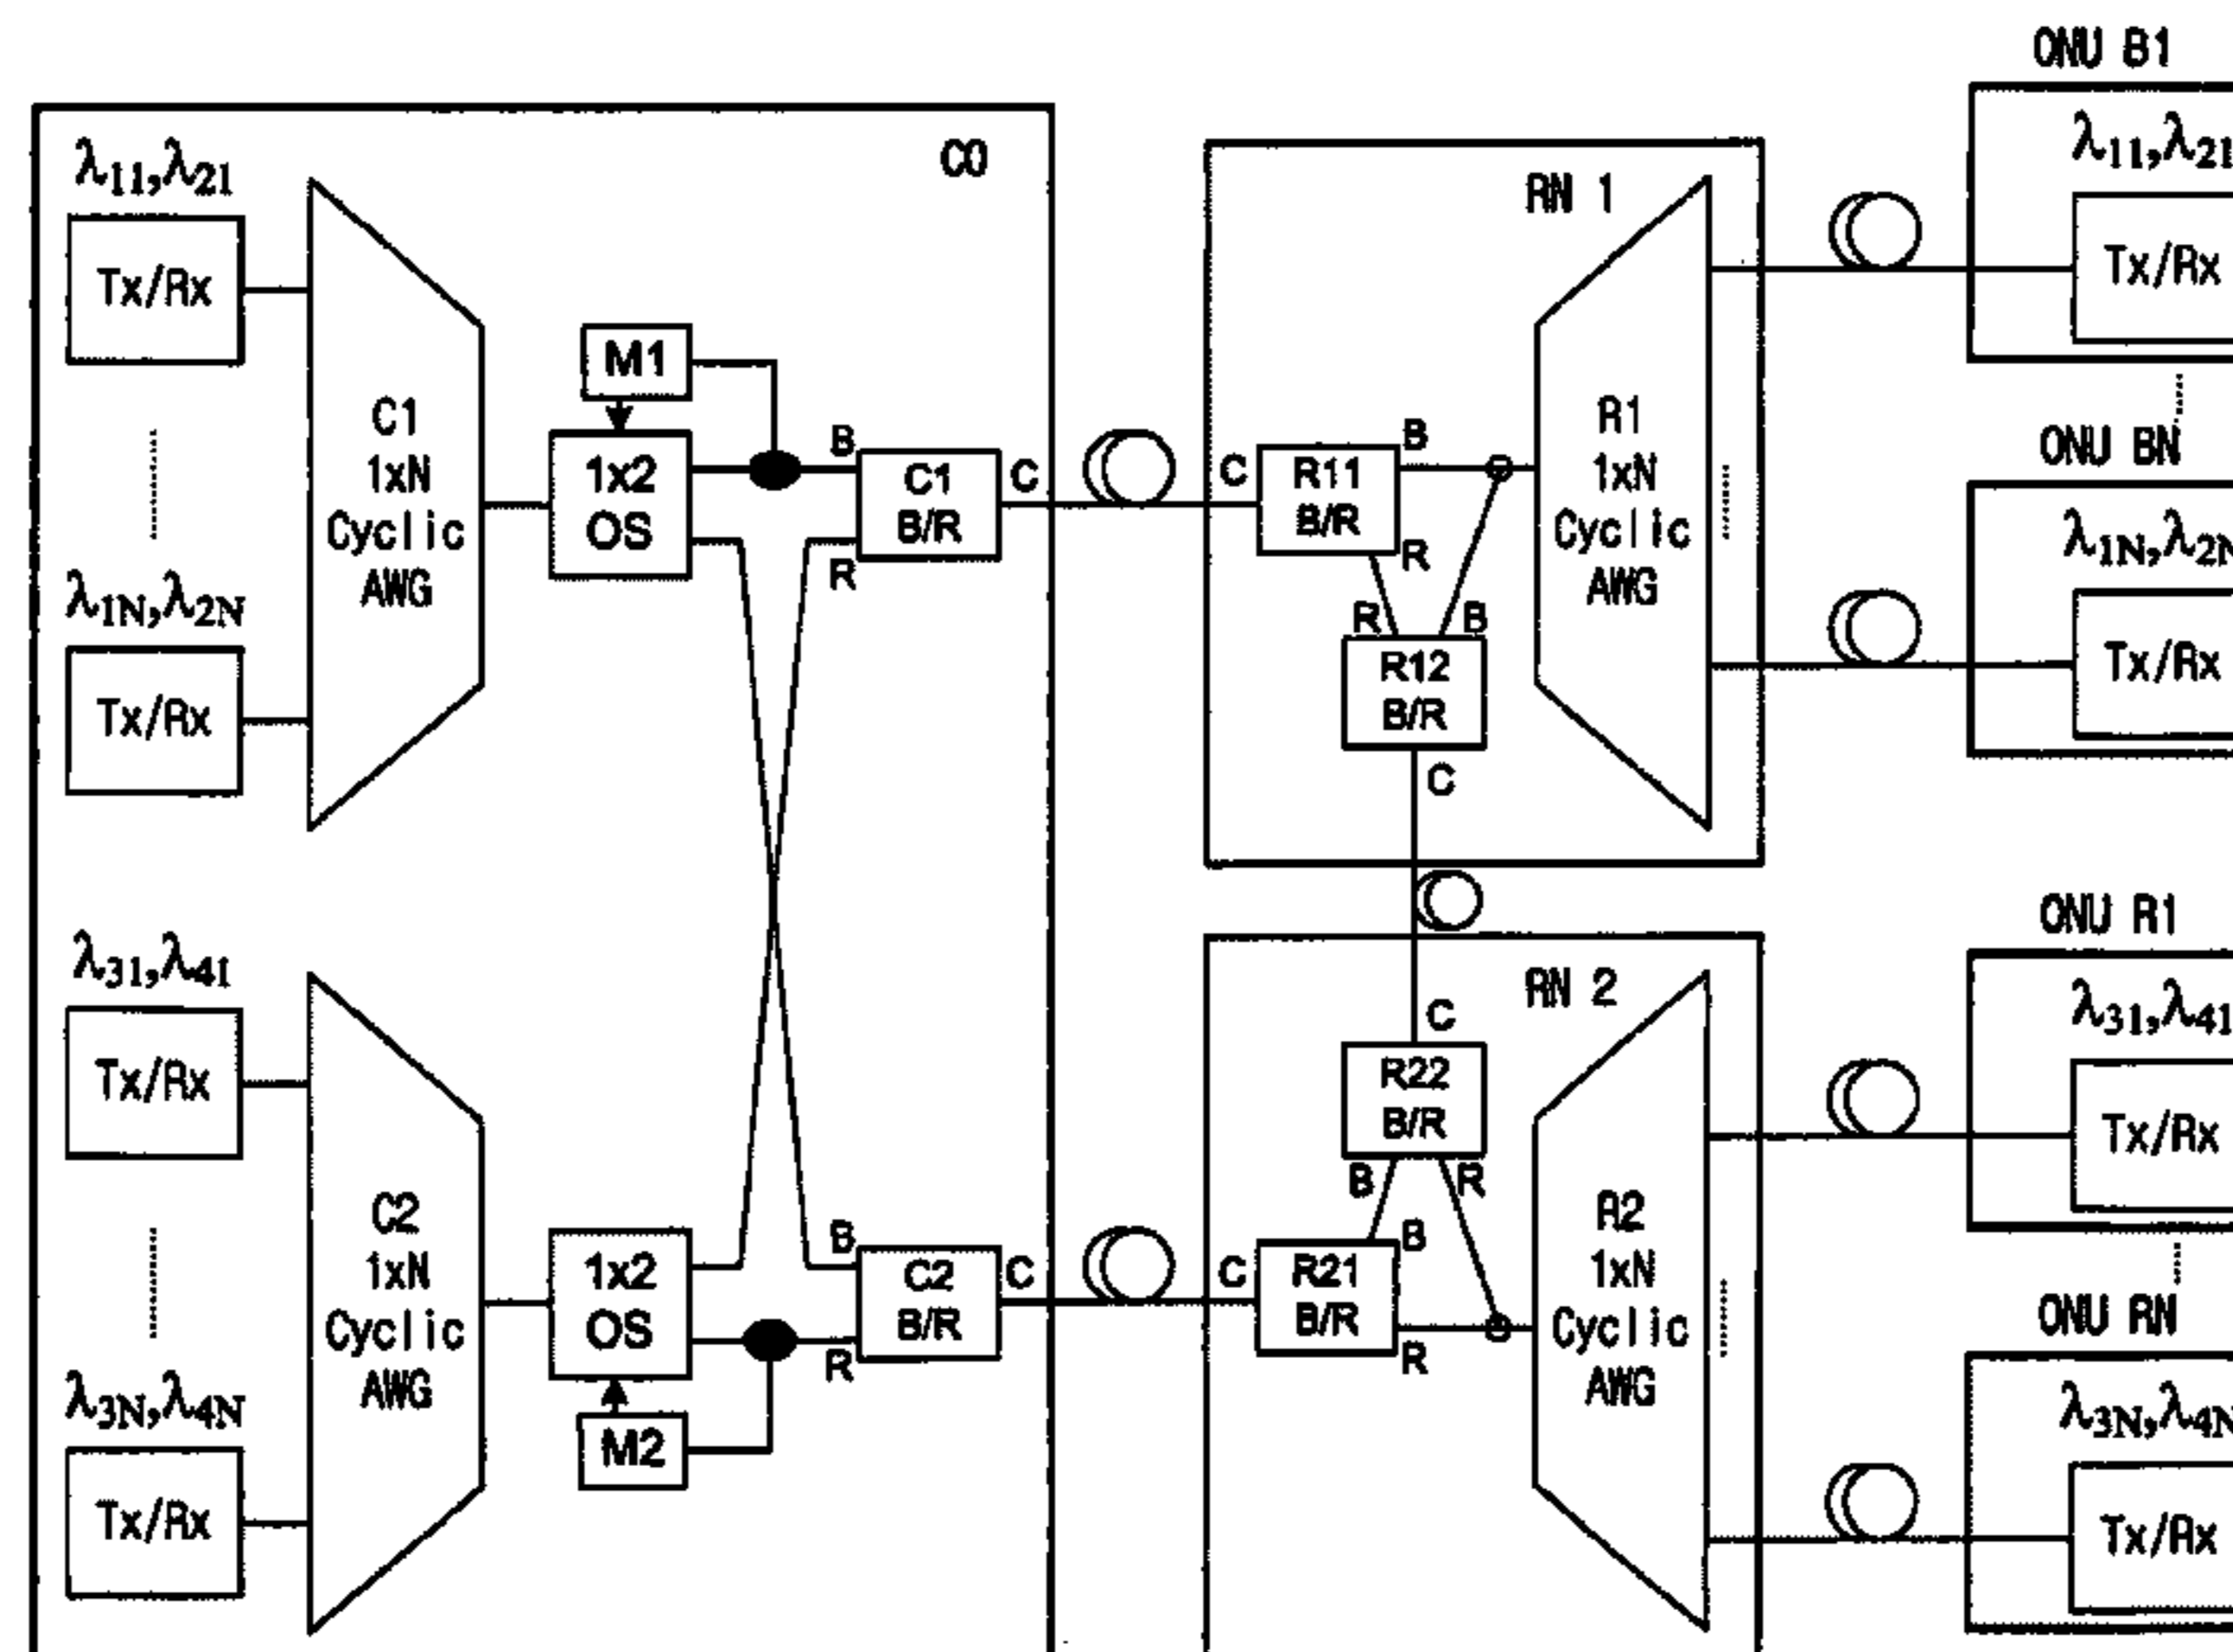 CO
λ11,λ21
Tx/Rx
λ1N,λ2N
Tx/Rx
C1
1xN
Cyclic
AWG
M1
1x2
OS
B
C1
B/R
R
C
λ31,λ41
Tx/Rx
λ3N,λ4N
Tx/Rx
C2
1xN
Cyclic
AWG
1x2
OS
M2
B
C2
B/R
R
C
RN 1
C
R11
B/R
B
R
R
B
R12
B/R
C
R1
1xN
Cyclic
AWG
RN 2
C
R22
B/R
B
R
C
R21
B/R
B
R
R2
1xN
Cyclic
AWG
ONU B1
λ11,λ21
Tx/Rx
ONU BN
λ1N,λ2N
Tx/Rx
ONU R1
λ31,λ41
Tx/Rx
ONU RN
λ3N,λ4N
Tx/Rx